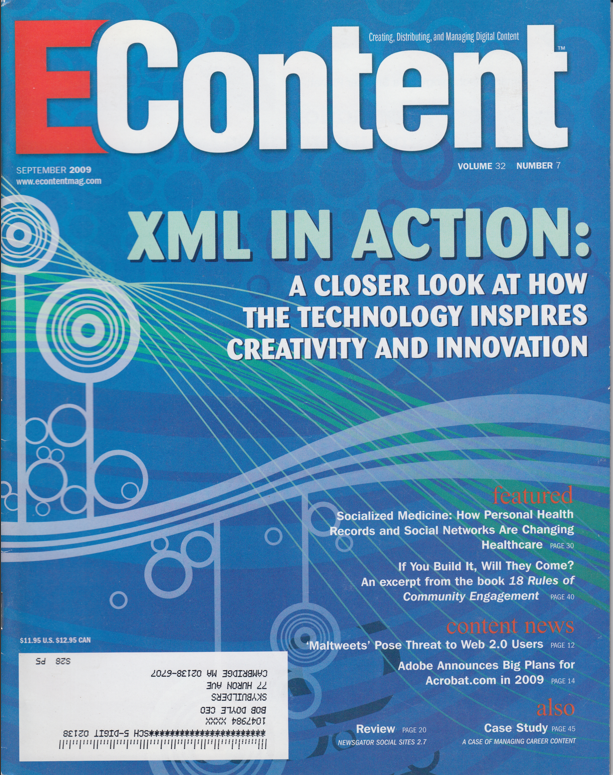 Creating, Distributing, and Managing Digital Content
EContent™
SEPTEMBER 2009
www.econtentmag.com
VOLUME 32 NUMBER 7
XML IN ACTION:
A CLOSER LOOK AT HOW
THE TECHNOLOGY INSPIRES
CREATIVITY AND INNOVATION
featured
Socialized Medicine: How Personal Health
Records and Social Networks Are Changing
Healthcare PAGE 30
If You Build It, Will They Come?
An excerpt from the book 18 Rules of
Community Engagement PAGE 40
content news
'Maltweets' Pose Threat to Web 2.0 Users PAGE 12
Adobe Announces Big Plans for
Acrobat.com in 2009 PAGE 14
also
Review PAGE 20
NEWSGATOR SOCIAL SITES 2.7
Case Study PAGE 45
A CASE OF MANAGING CAREER CONTENT
$11.95 U.S. $12.95 CAN
*************************SCH 5-DIGIT 02138
1047984 XXXX
BOB DOYLE CEO
SKYBUILDERS
77 HURON AVE
CAMBRIDGE MA 02138-6707
S28 P5